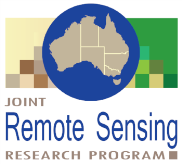 JOINT
Remote Sensing
RESEARCH PROGRAM